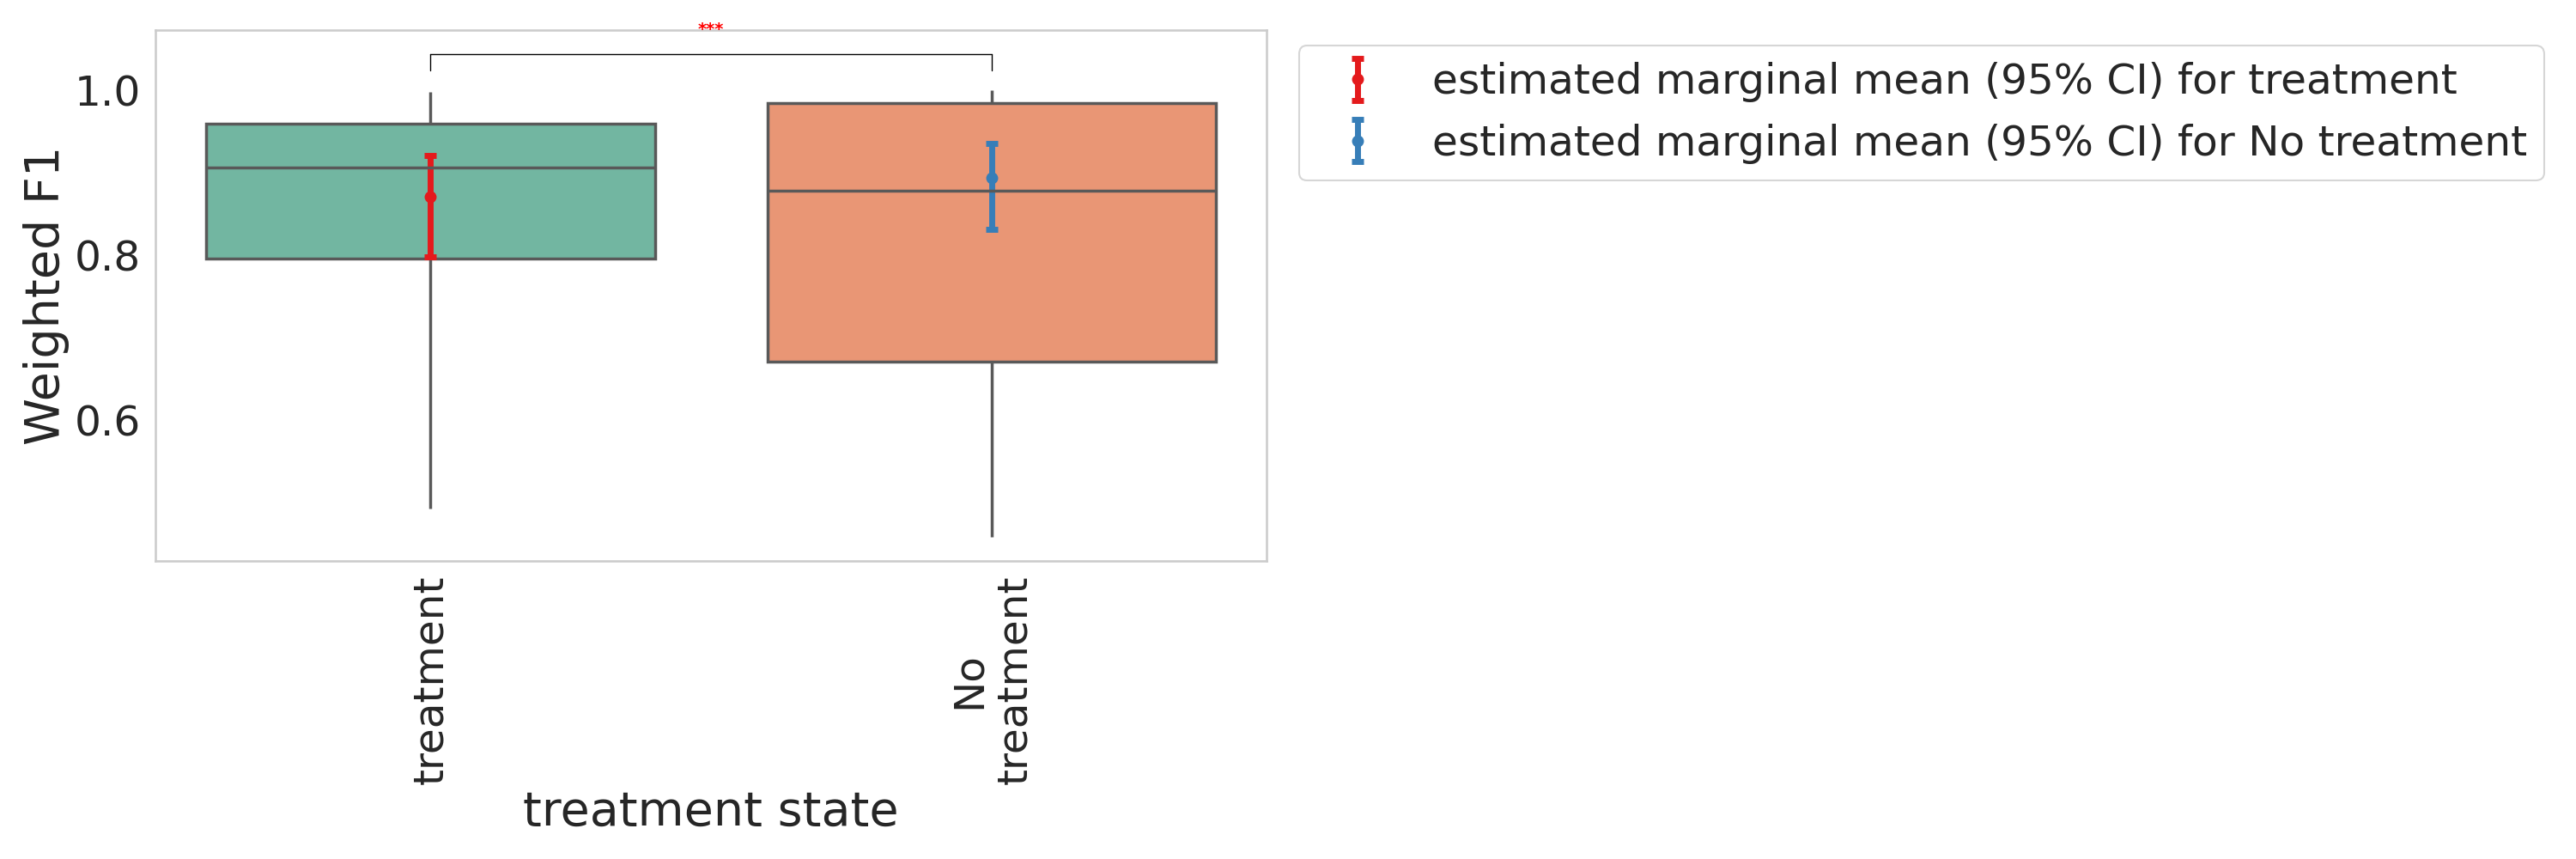 ***
1.0
0.8
0.6
Weighted F1
treatment
No
treatment
treatment state
estimated marginal mean (95% CI) for treatment
estimated marginal mean (95% CI) for No treatment